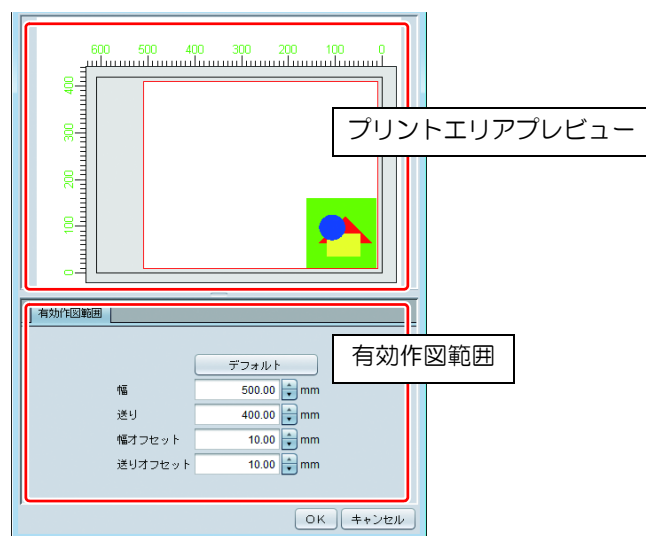 600 500 400 300 200 100 0
400
300
200
100
0
プリントエリアプレビュー
有効作図範囲
有効作図範囲
デフォルト
幅 500.00 mm
送り 400.00 mm
幅オフセット 10.00 mm
送りオフセット 10.00 mm
OK キャンセル